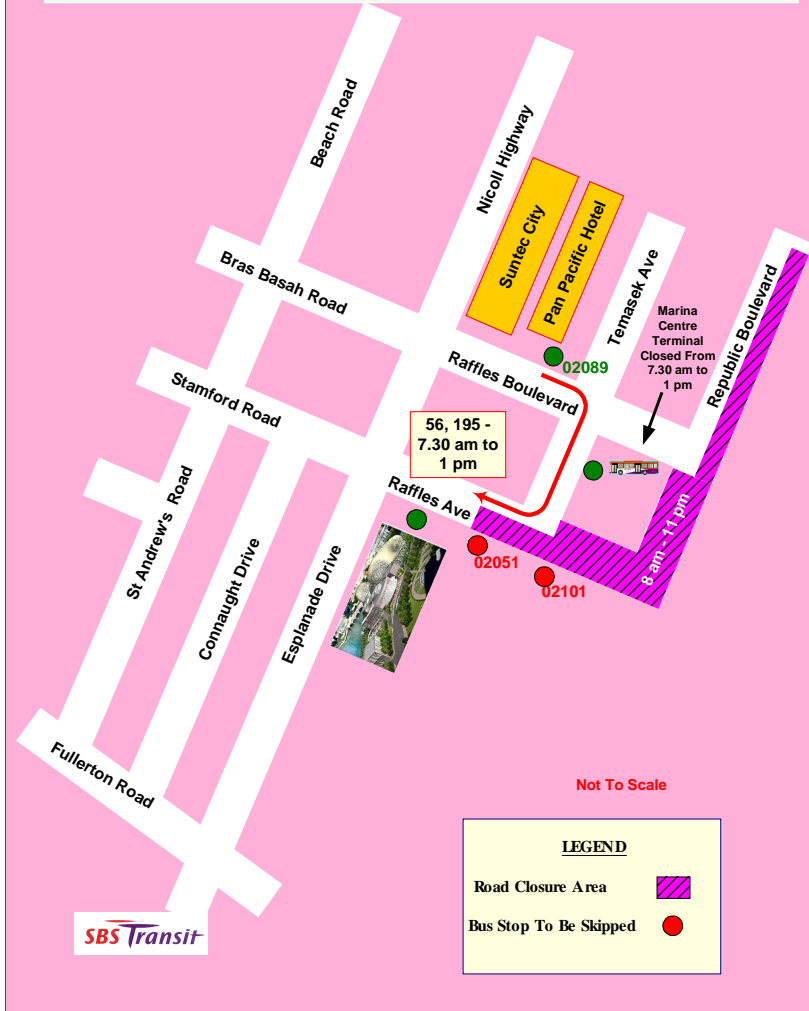 Beach Road
Nicoll Highway
Suntec City
Pan Pacific Hotel
Bras Basah Road
Temasek Ave
Republic Boulevard
Marina
Centre
Terminal
Closed From
7.30 am to
1 pm
02089
Raffles Boulevard
Stamford Road
56, 195 -
7.30 am to
1 pm
Raffles Ave
02051
02101
8 am - 11 pm
St Andrew's Road
Connaught Drive
Esplanade Drive
Fullerton Road
Not To Scale
LEGEND
Road Closure Area
Bus Stop To Be Skipped
SBS Transit